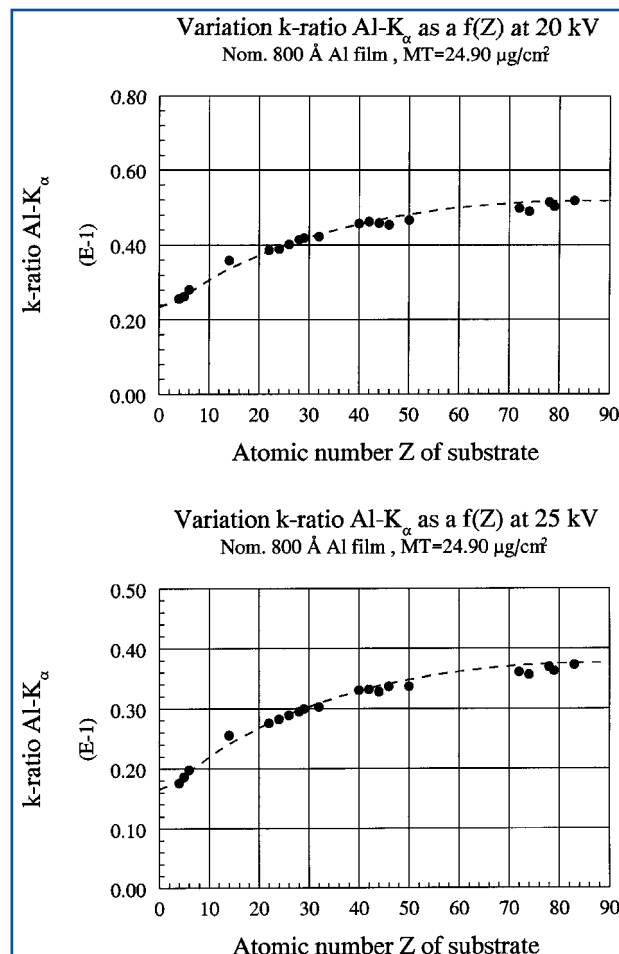 Variation k-ratio Al-Kα as a f(Z) at 20 kV
Nom. 800 Å Al film , MT=24.90 µg/cm²
k-ratio Al-Kα
(E-1)
0.80
0.60
0.40
0.20
0.00
0 10 20 30 40 50 60 70 80 90
Atomic number Z of substrate
Variation k-ratio Al-Kα as a f(Z) at 25 kV
Nom. 800 Å Al film , MT=24.90 µg/cm²
k-ratio Al-Kα
(E-1)
0.50
0.40
0.30
0.20
0.10
0.00
0 10 20 30 40 50 60 70 80 90
Atomic number Z of substrate